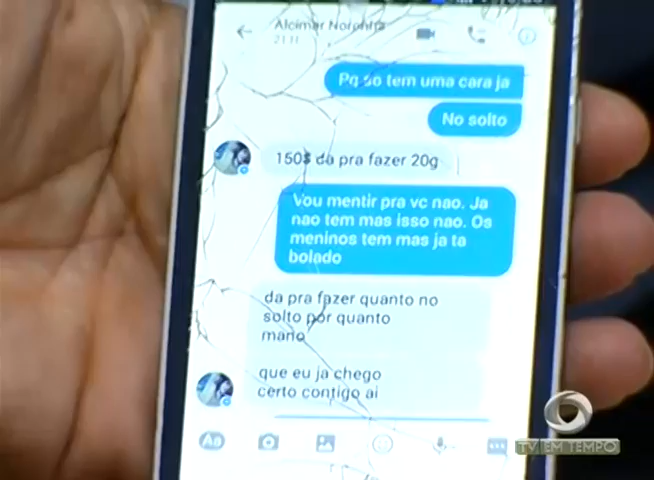 Alcimar Noronha
21:11
Pq so tem uma cara ja
No solto
150$ da pra fazer 20g
Vou mentir pra vc nao. Ja
nao tem mas isso nao. Os
meninos tem mas ja ta
bolado
da pra fazer quanto no
solto por quanto
mano
que eu ja chego
certo contigo ai
Aa
TV EM TEMPO